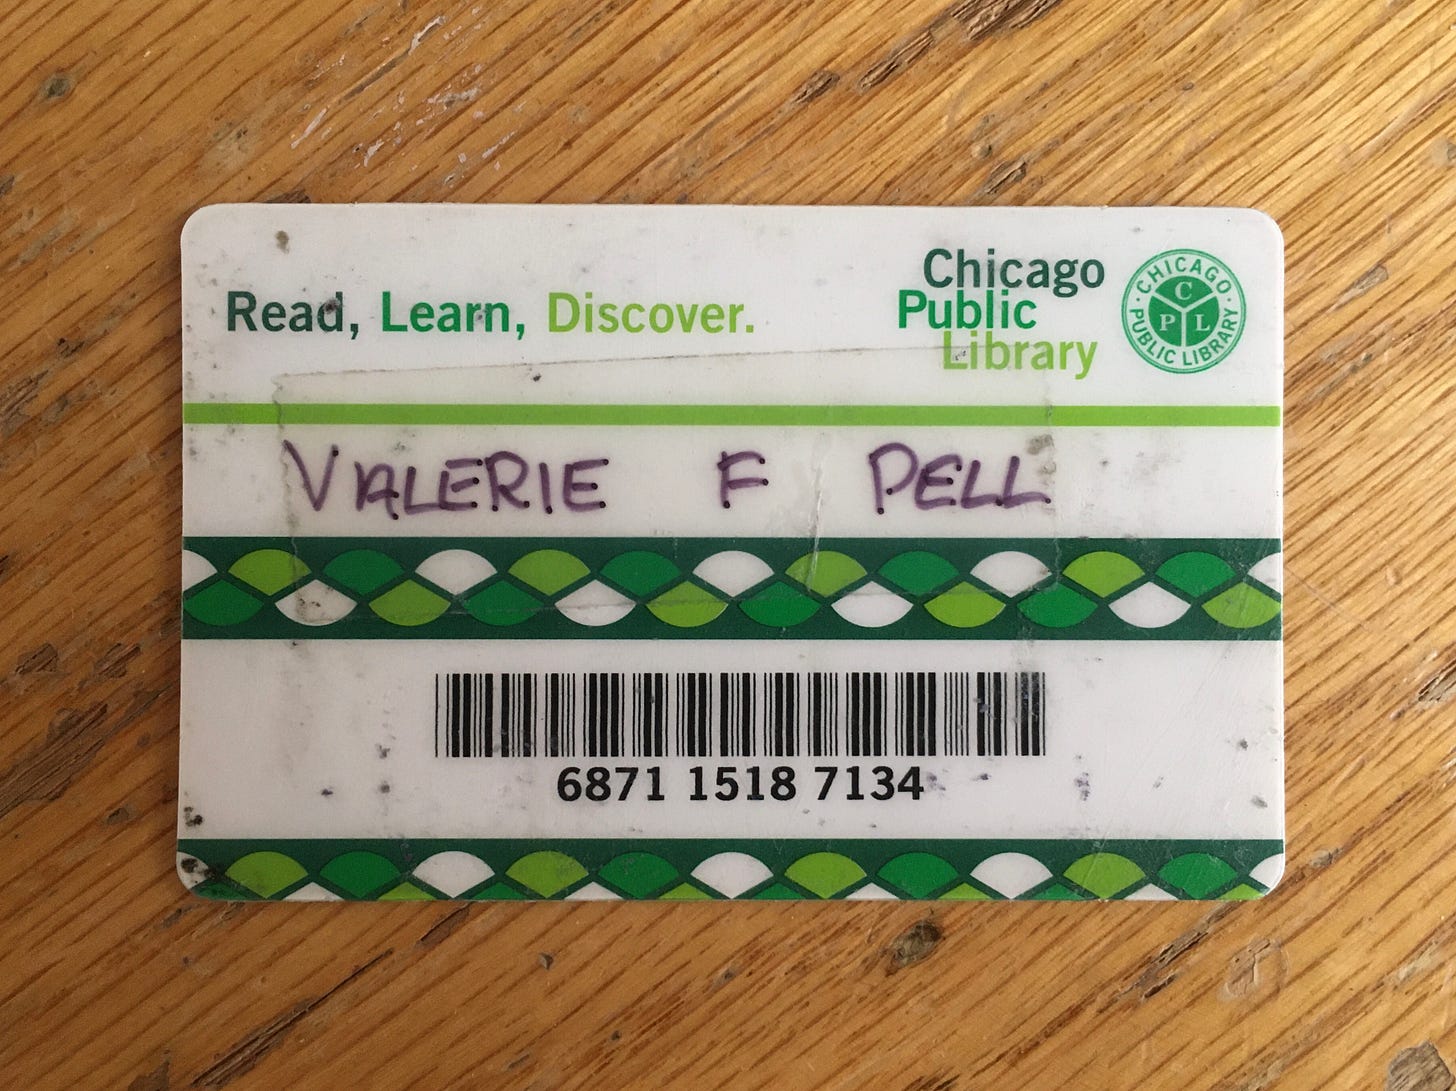 Read, Learn, Discover.
Chicago
Public
Library
CHICAGO PUBLIC LIBRARY
C
P L
VALERIE F PELL
6871 1518 7134